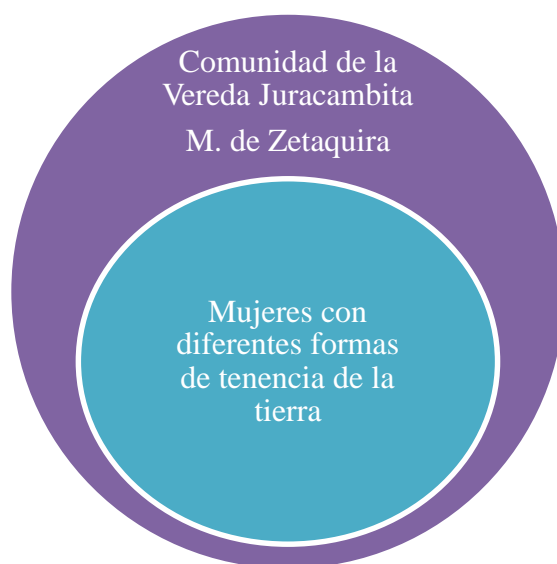 Comunidad de la
Vereda Juracambita
M. de Zetaquira
Mujeres con
diferentes formas
de tenencia de la
tierra